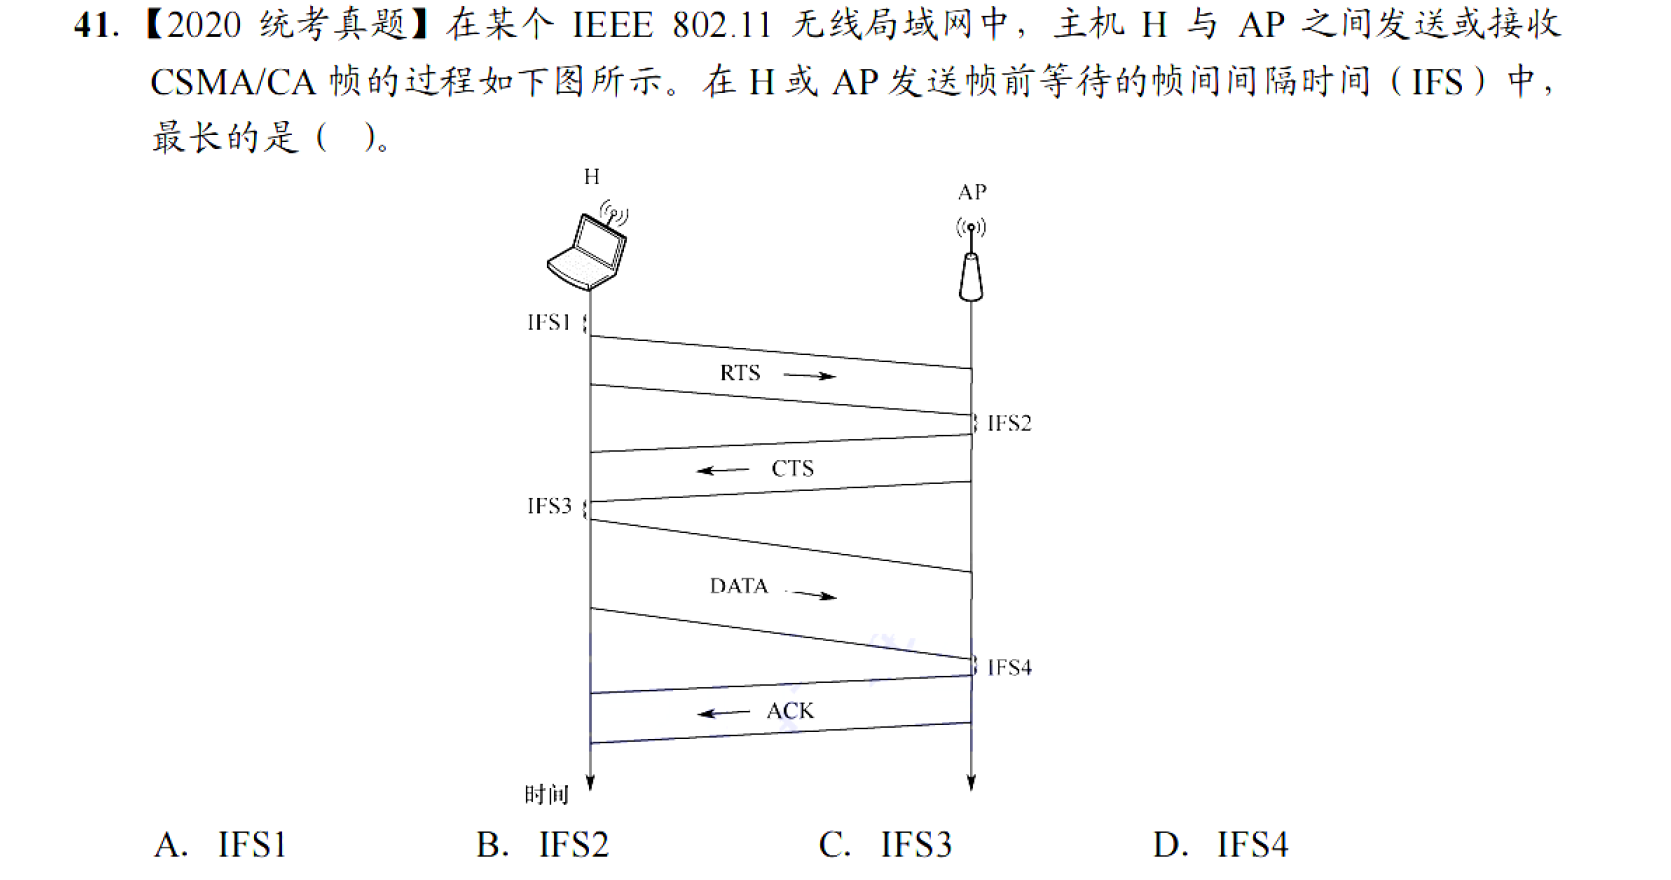 41.【2020 统考真题】在某个 IEEE 802.11 无线局域网中，主机 H 与 AP 之间发送或接收
CSMA/CA 帧的过程如下图所示。在 H 或 AP 发送帧前等待的帧间间隔时间（IFS）中，
最长的是（ ）。
H
AP
IFS1
RTS
IFS2
CTS
IFS3
DATA
IFS4
ACK
时间
A. IFS1 B. IFS2 C. IFS3 D. IFS4